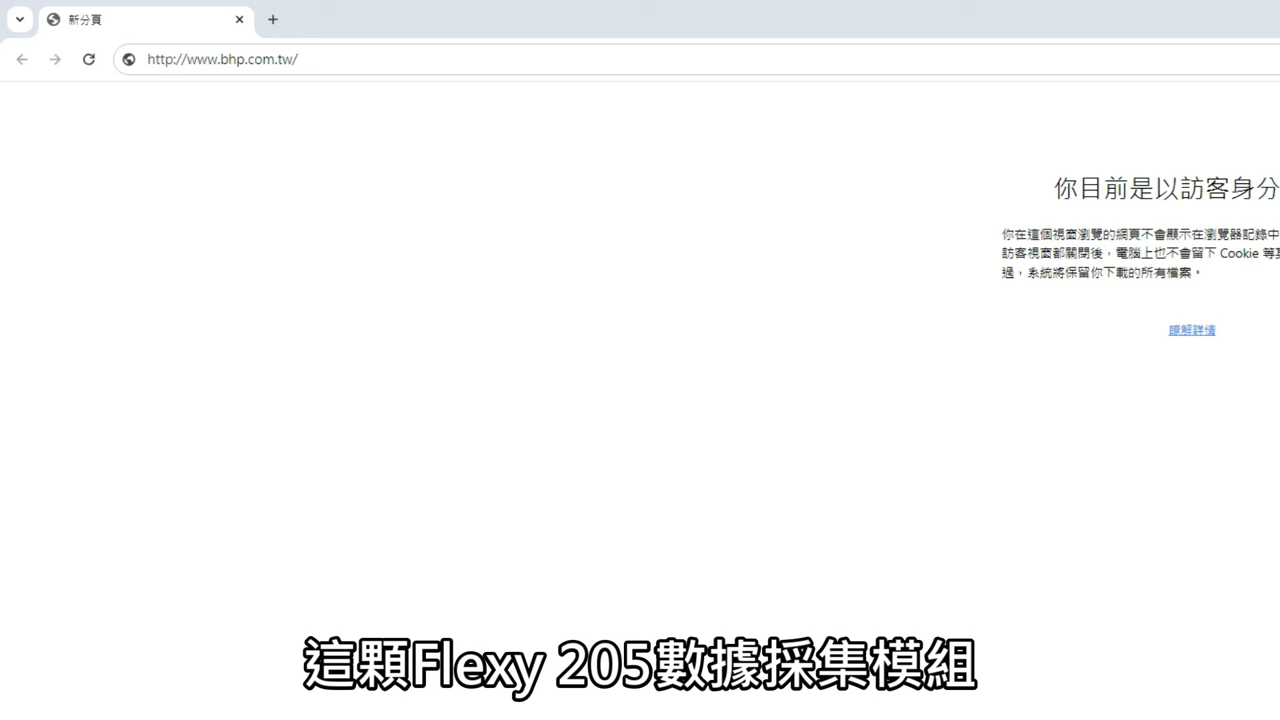 新分頁
http://www.bhp.com.tw/
你目前是以訪客身分
你在這個視窗瀏覽的網頁不會顯示在瀏覽器記錄中
訪客視窗都關閉後，電腦上也不會留下 Cookie 等
過，系統將保留你下載的所有檔案。
瞭解詳情
這顆Flexy 205數據採集模組